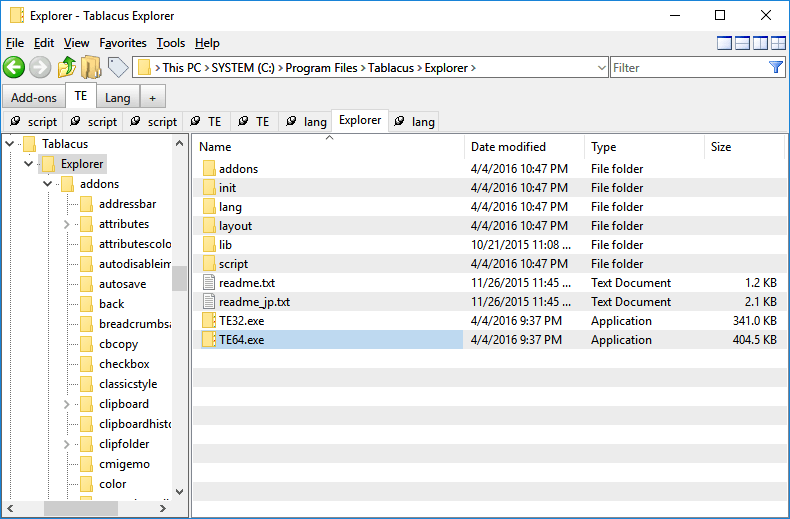 Explorer - Tablacus Explorer
File Edit View Favorites Tools Help
This PC SYSTEM (C:) Program Files Tablacus Explorer Filter
Add-ons TE Lang +
script script script TE TE lang Explorer lang
Tablacus
Explorer
addons
addressbar
attributes
attributescolo
autodisableim
autosave
back
breadcrumbsa
cbcopy
checkbox
classicstyle
clipboard
clipboardhisto
clipfolder
cmigemo
color
Name Date modified Type Size
addons 4/4/2016 10:47 PM File folder
init 4/4/2016 10:47 PM File folder
lang 4/4/2016 10:47 PM File folder
layout 4/4/2016 10:47 PM File folder
lib 10/21/2015 11:08 ... File folder
script 4/4/2016 10:47 PM File folder
readme.txt 11/26/2015 11:45 ... Text Document 1.2 KB
readme_jp.txt 11/26/2015 11:45 ... Text Document 2.1 KB
TE32.exe 4/4/2016 9:37 PM Application 341.0 KB
TE64.exe 4/4/2016 9:37 PM Application 404.5 KB